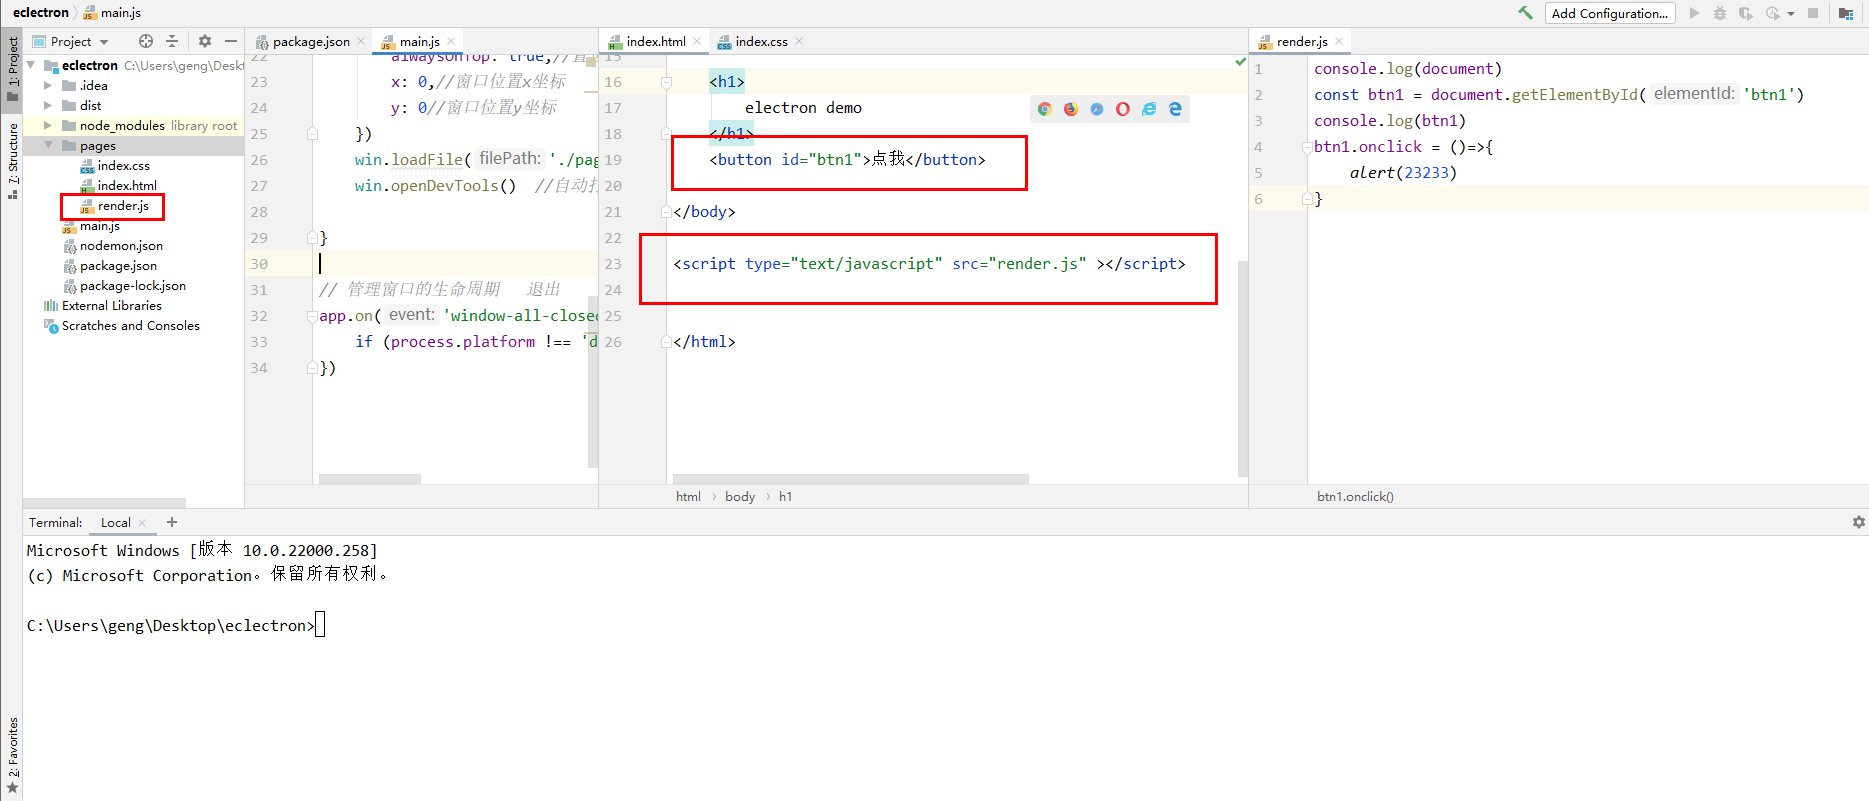 eclectron
main.js
Add Configuration...
1: Project
7: Structure
2: Favorites
Project
eclectron C:\Users\geng\Deskt
.idea
dist
node_modules library root
pages
index.css
index.html
render.js
main.js
nodemon.json
package.json
package-lock.json
External Libraries
Scratches and Consoles
package.json
main.js
22 alwaysOnTop: true,//
23 x: 0,//窗口位置x坐标
24 y: 0//窗口位置y坐标
25 })
26 win.loadFile( filePath: './pag
27 win.openDevTools() //自动打
28
29 }
30
31 // 管理窗口的生命周期 退出
32 app.on( event: 'window-all-closed
33 if (process.platform !== 'd
34 })
index.html
index.css
15
16 <h1>
17 electron demo
18 </h1>
19 <button id="btn1">点我</button>
20
21 </body>
22
23 <script type="text/javascript" src="render.js" ></script>
24
25
26 </html>
html › body › h1
render.js
1 console.log(document)
2 const btn1 = document.getElementById( elementId: 'btn1')
3 console.log(btn1)
4 btn1.onclick = ()=>{
5 alert(23233)
6 }
btn1.onclick()
Terminal: Local
Microsoft Windows [版本 10.0.22000.258]
(c) Microsoft Corporation。保留所有权利。
C:\Users\geng\Desktop\eclectron>